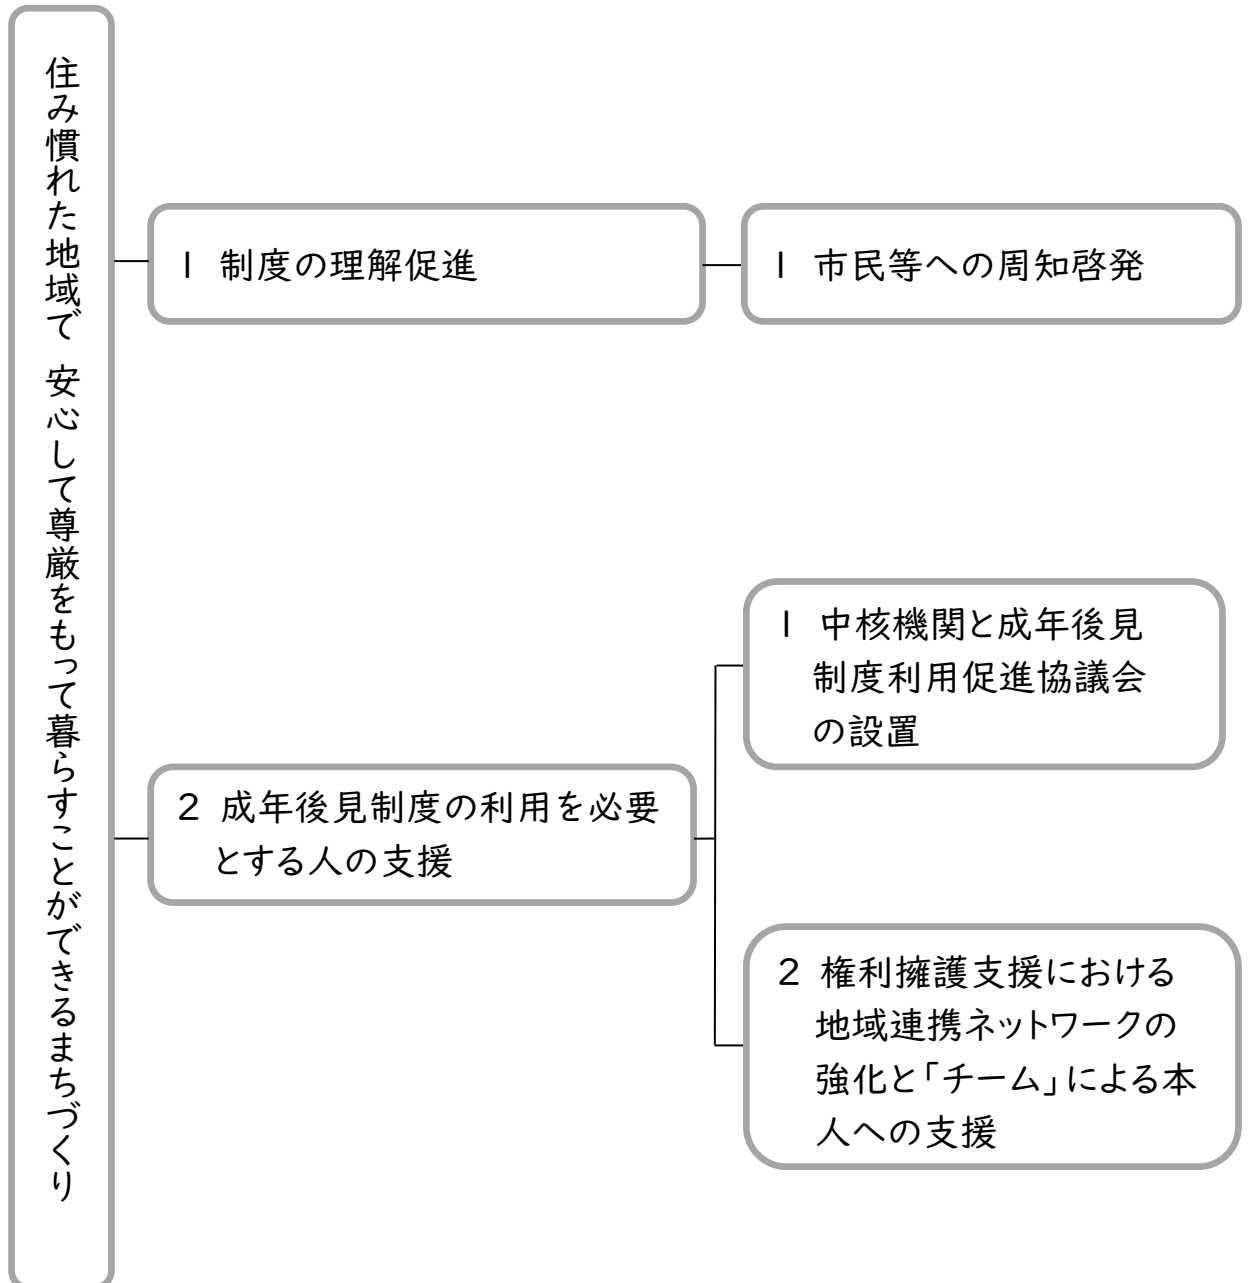 住み慣れた地域で 安心して尊厳をもって暮らすことができるまちづくり
1 制度の理解促進
1 市民等への周知啓発
2 成年後見制度の利用を必要
とする人の支援
1 中核機関と成年後見
制度利用促進協議会
の設置
2 権利擁護支援における
地域連携ネットワークの
強化と「チーム」による本
人への支援